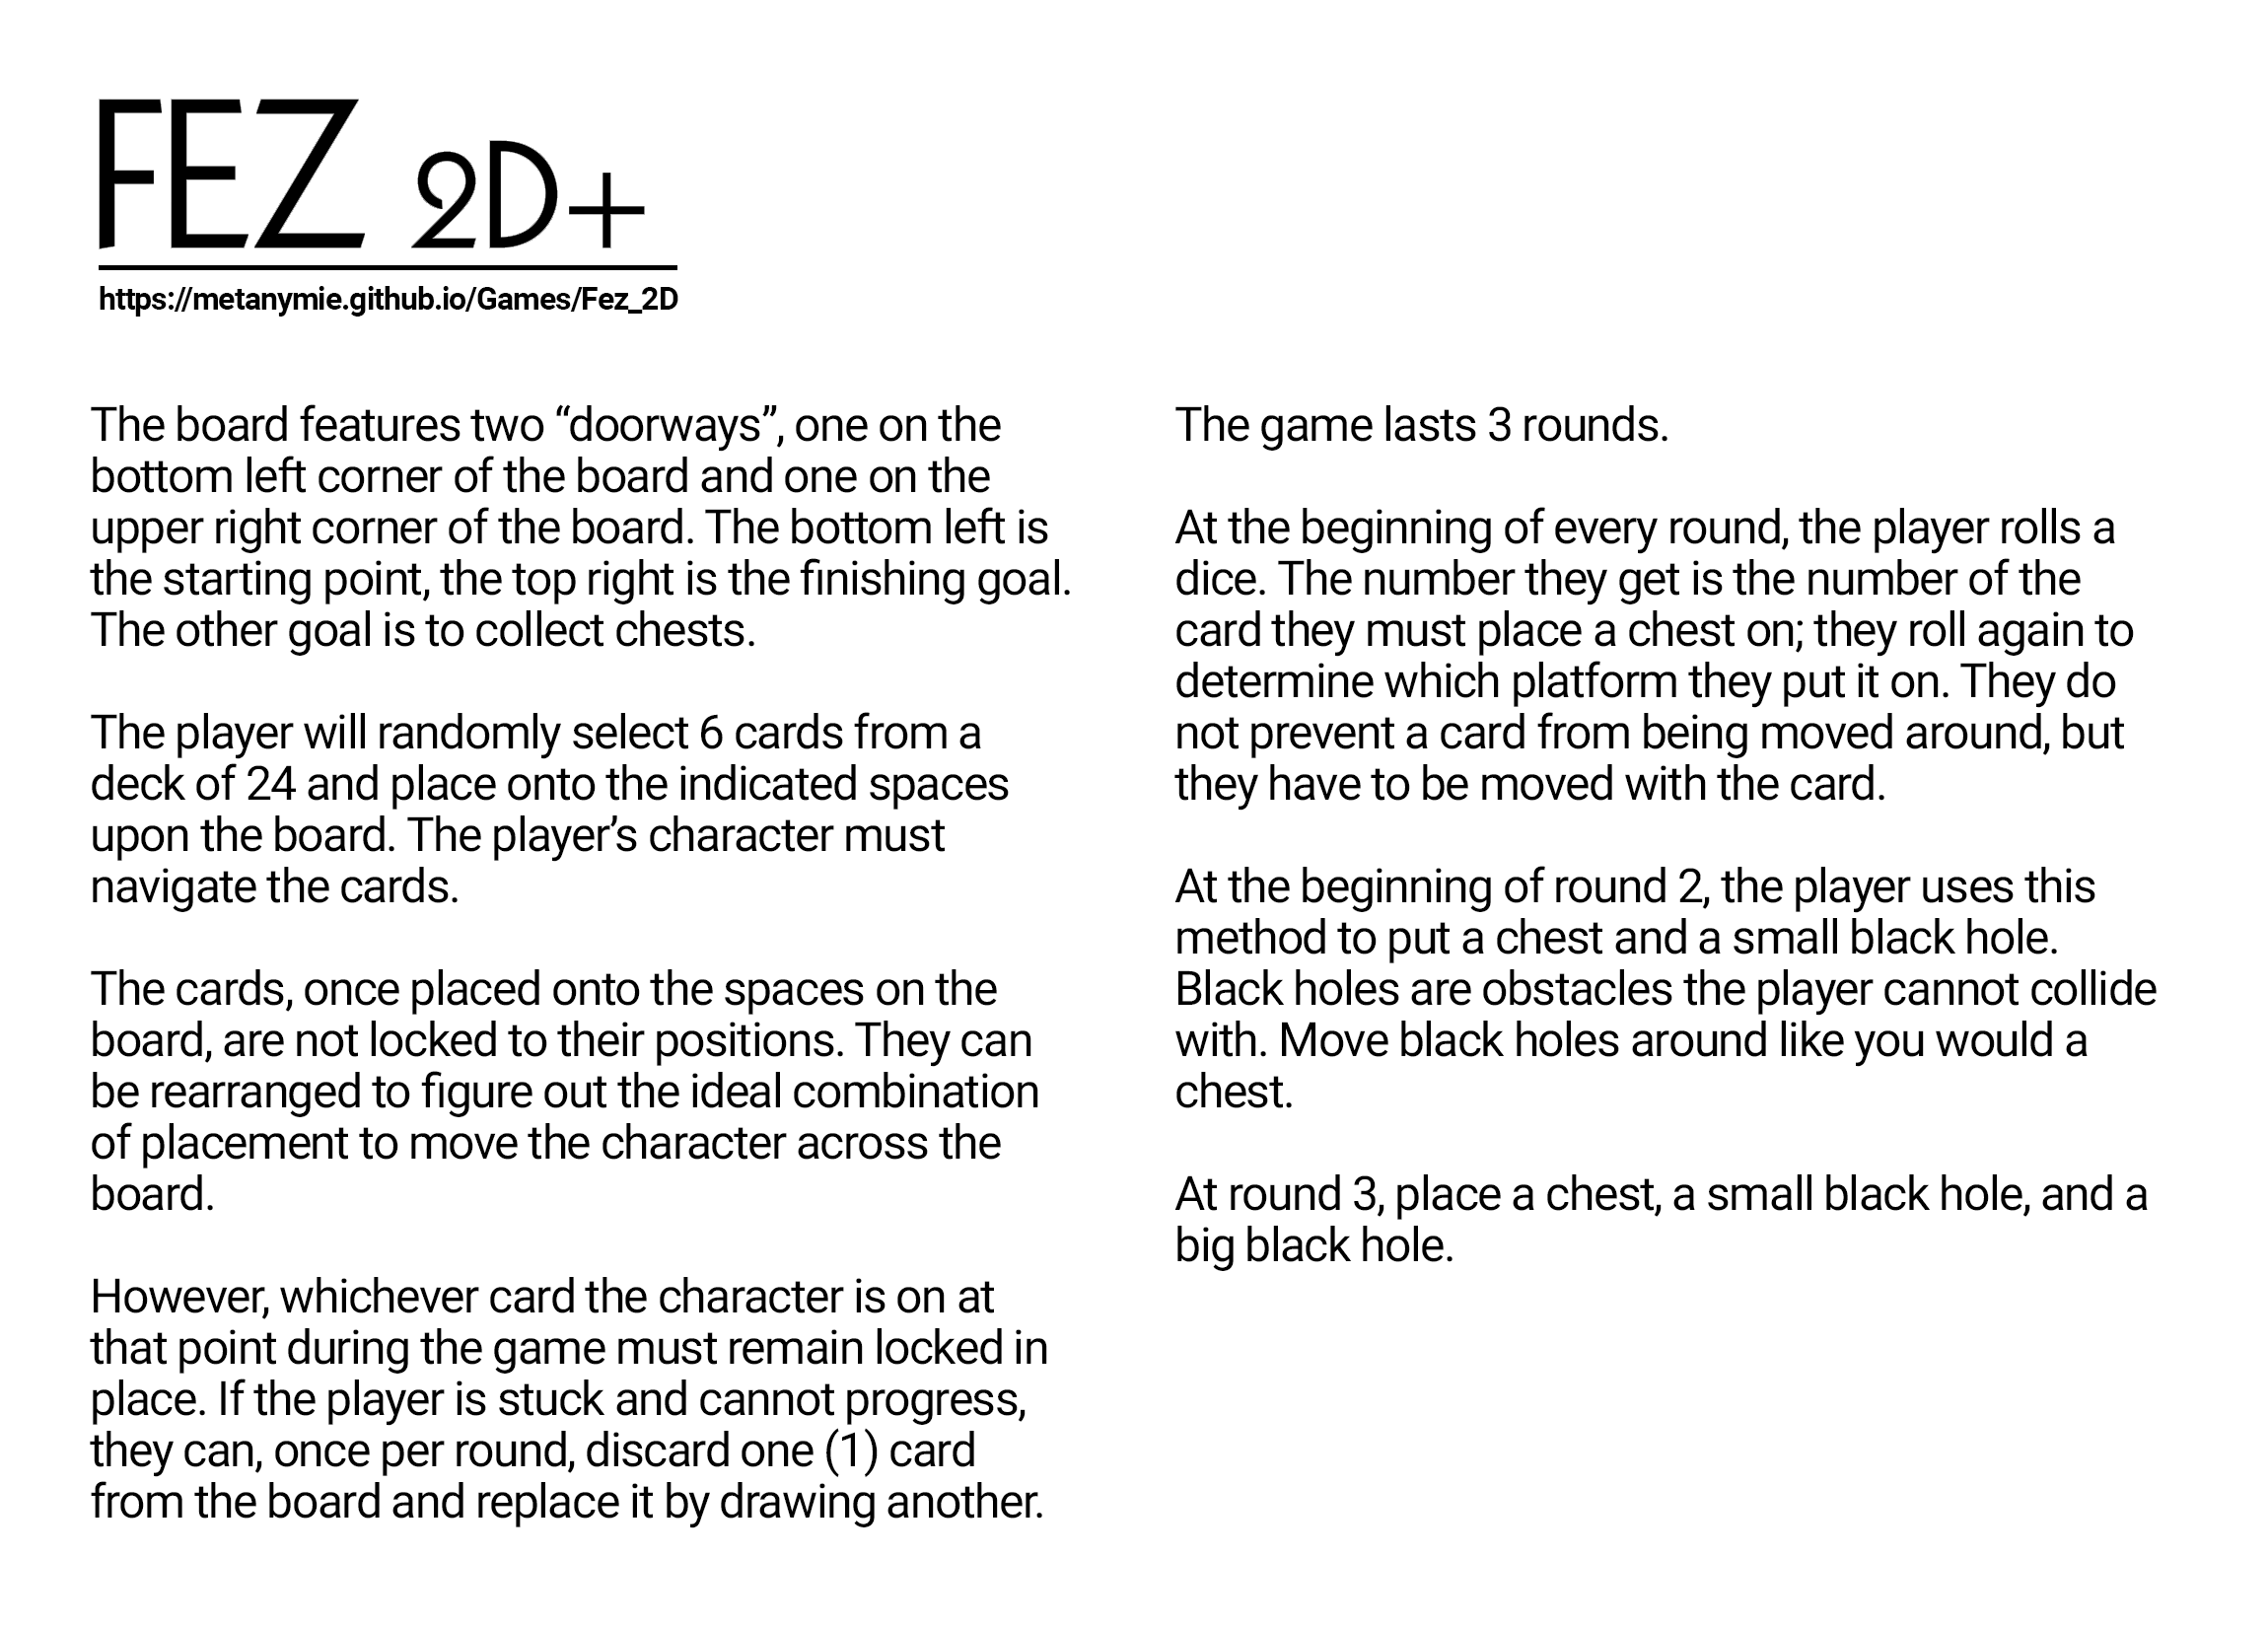 FEZ 2D+
https://metanymie.github.io/Games/Fez_2D
The board features two “doorways”, one on the
bottom left corner of the board and one on the
upper right corner of the board. The bottom left is
the starting point, the top right is the finishing goal.
The other goal is to collect chests.
The player will randomly select 6 cards from a
deck of 24 and place onto the indicated spaces
upon the board. The player’s character must
navigate the cards.
The cards, once placed onto the spaces on the
board, are not locked to their positions. They can
be rearranged to figure out the ideal combination
of placement to move the character across the
board.
However, whichever card the character is on at
that point during the game must remain locked in
place. If the player is stuck and cannot progress,
they can, once per round, discard one (1) card
from the board and replace it by drawing another.
The game lasts 3 rounds.
At the beginning of every round, the player rolls a
dice. The number they get is the number of the
card they must place a chest on; they roll again to
determine which platform they put it on. They do
not prevent a card from being moved around, but
they have to be moved with the card.
At the beginning of round 2, the player uses this
method to put a chest and a small black hole.
Black holes are obstacles the player cannot collide
with. Move black holes around like you would a
chest.
At round 3, place a chest, a small black hole, and a
big black hole.